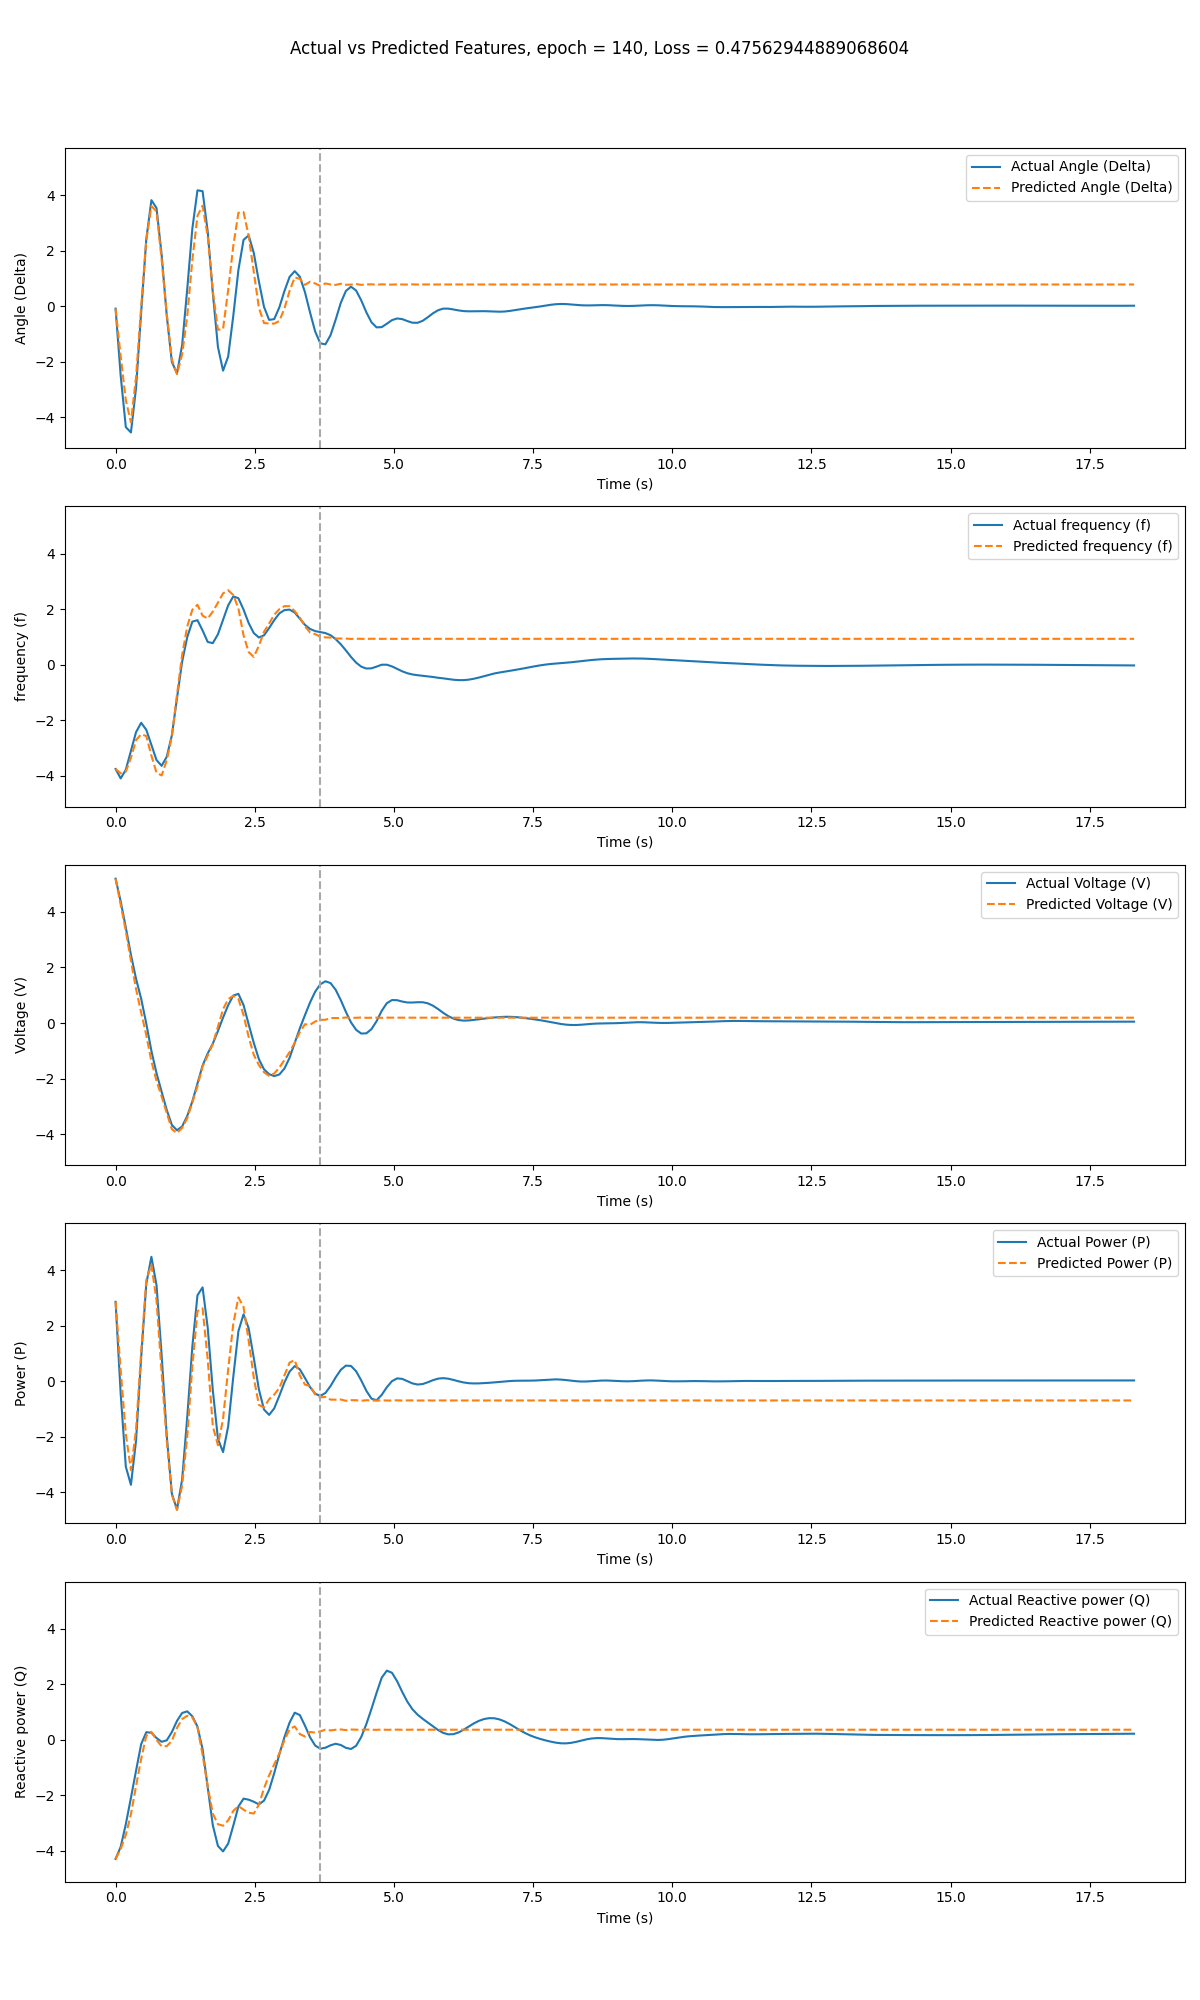 Actual vs Predicted Features, epoch = 140, Loss = 0.47562944889068604
Angle (Delta)
4
2
0
−2
−4
Actual Angle (Delta)
Predicted Angle (Delta)
0.0 2.5 5.0 7.5 10.0 12.5 15.0 17.5
Time (s)
frequency (f)
4
2
0
−2
−4
Actual frequency (f)
Predicted frequency (f)
0.0 2.5 5.0 7.5 10.0 12.5 15.0 17.5
Time (s)
Voltage (V)
4
2
0
−2
−4
Actual Voltage (V)
Predicted Voltage (V)
0.0 2.5 5.0 7.5 10.0 12.5 15.0 17.5
Time (s)
Power (P)
4
2
0
−2
−4
Actual Power (P)
Predicted Power (P)
0.0 2.5 5.0 7.5 10.0 12.5 15.0 17.5
Time (s)
Reactive power (Q)
4
2
0
−2
−4
Actual Reactive power (Q)
Predicted Reactive power (Q)
0.0 2.5 5.0 7.5 10.0 12.5 15.0 17.5
Time (s)